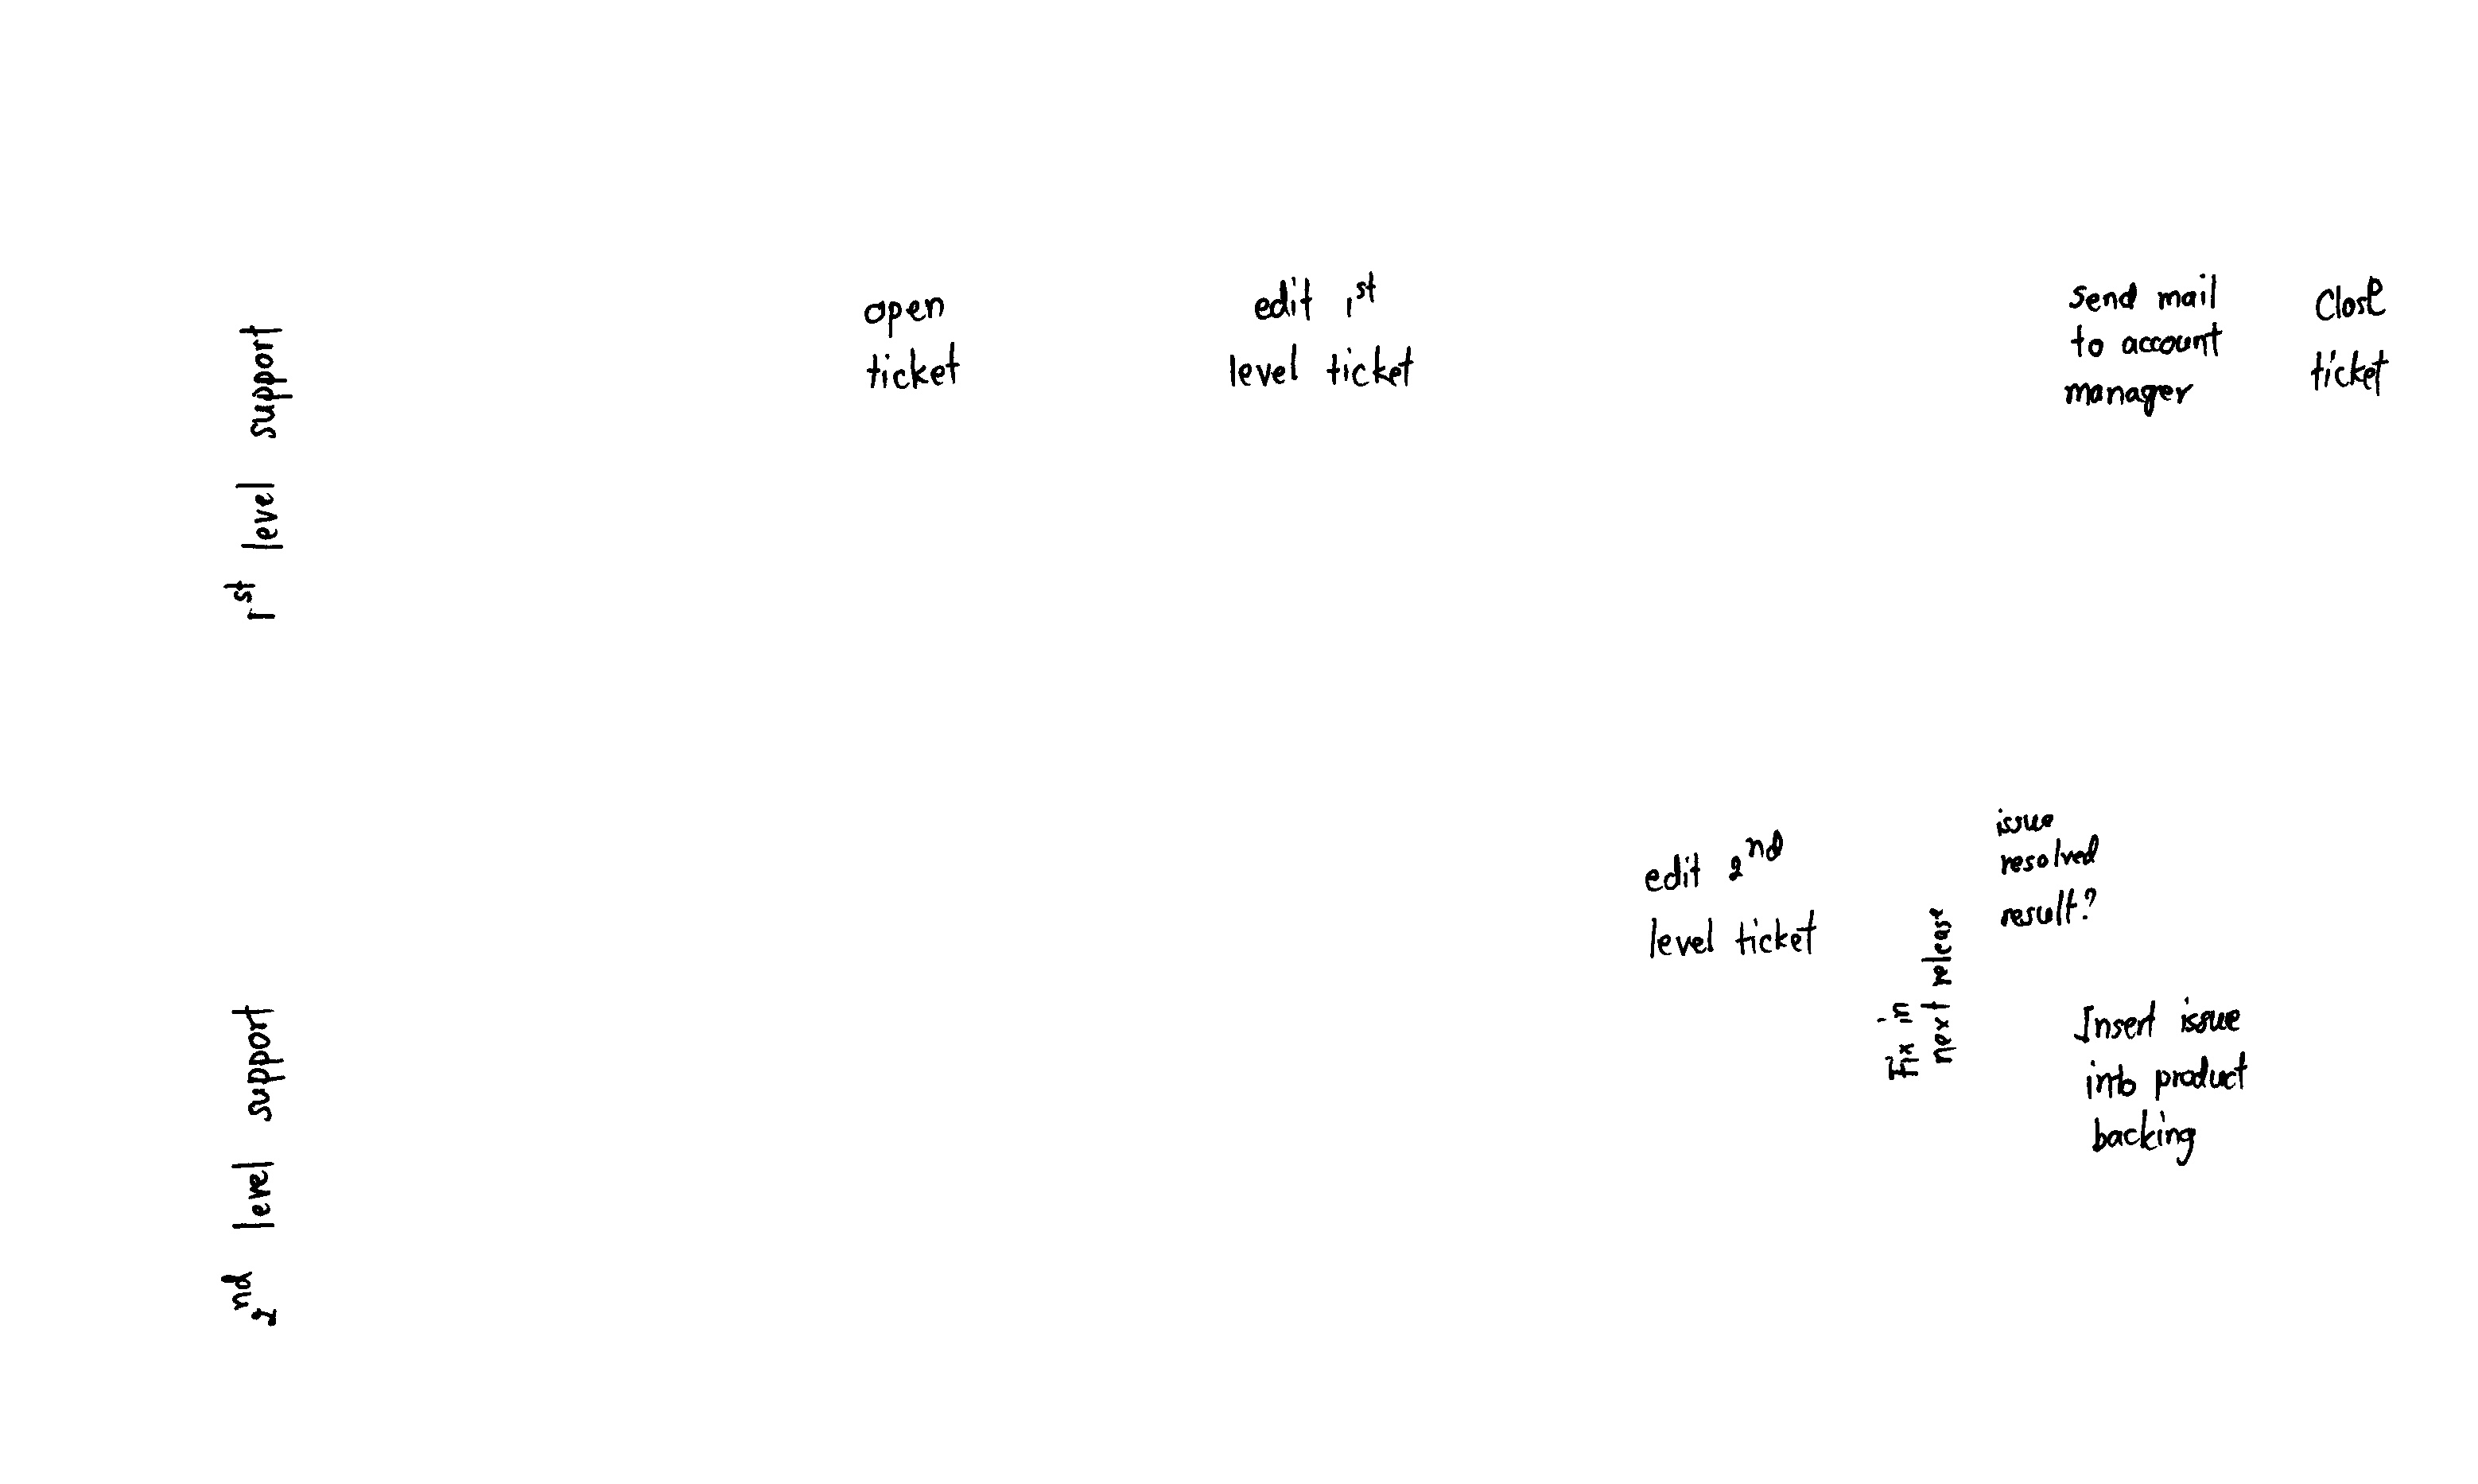 1st level support
open
ticket
edit 1st
level ticket
Send mail
to account
manager
Close
ticket
2nd level support
edit 2nd
level ticket
Fix in
next release
issue
resolved
result?
Insert issue
into product
backing